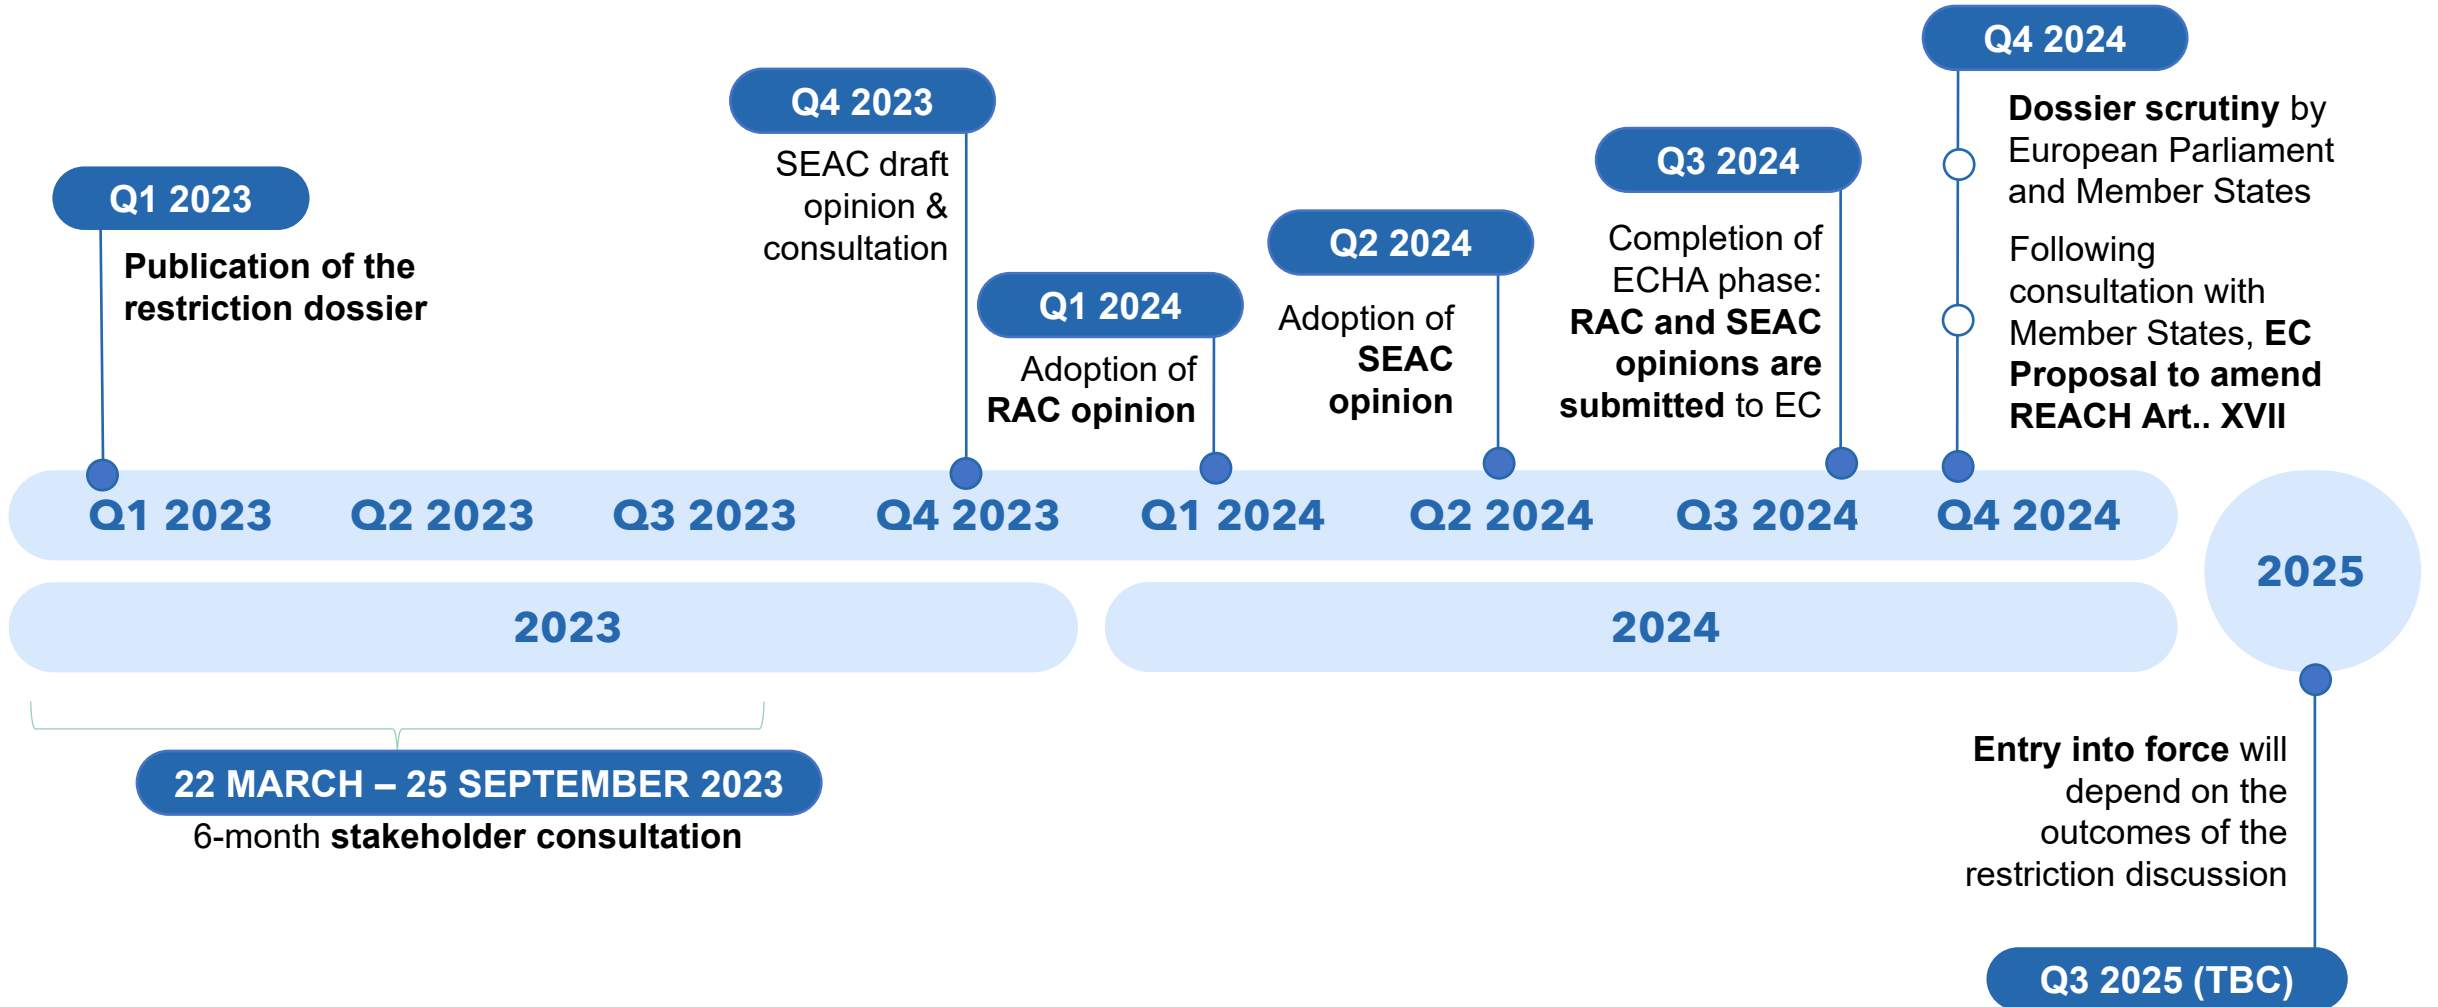 Q4 2024
Dossier scrutiny by
European Parliament
and Member States
Following
consultation with
Member States, EC
Proposal to amend
REACH Art.. XVII
Q4 2023
SEAC draft
opinion &
consultation
Q3 2024
Completion of
ECHA phase:
RAC and SEAC
opinions are
submitted to EC
Q1 2023
Publication of the
restriction dossier
Q2 2024
Adoption of
SEAC
opinion
Q1 2024
Adoption of
RAC opinion
Q1 2023 Q2 2023 Q3 2023 Q4 2023 Q1 2024 Q2 2024 Q3 2024 Q4 2024
2025
2023 2024
22 MARCH – 25 SEPTEMBER 2023
6-month stakeholder consultation
Entry into force will
depend on the
outcomes of the
restriction discussion
Q3 2025 (TBC)